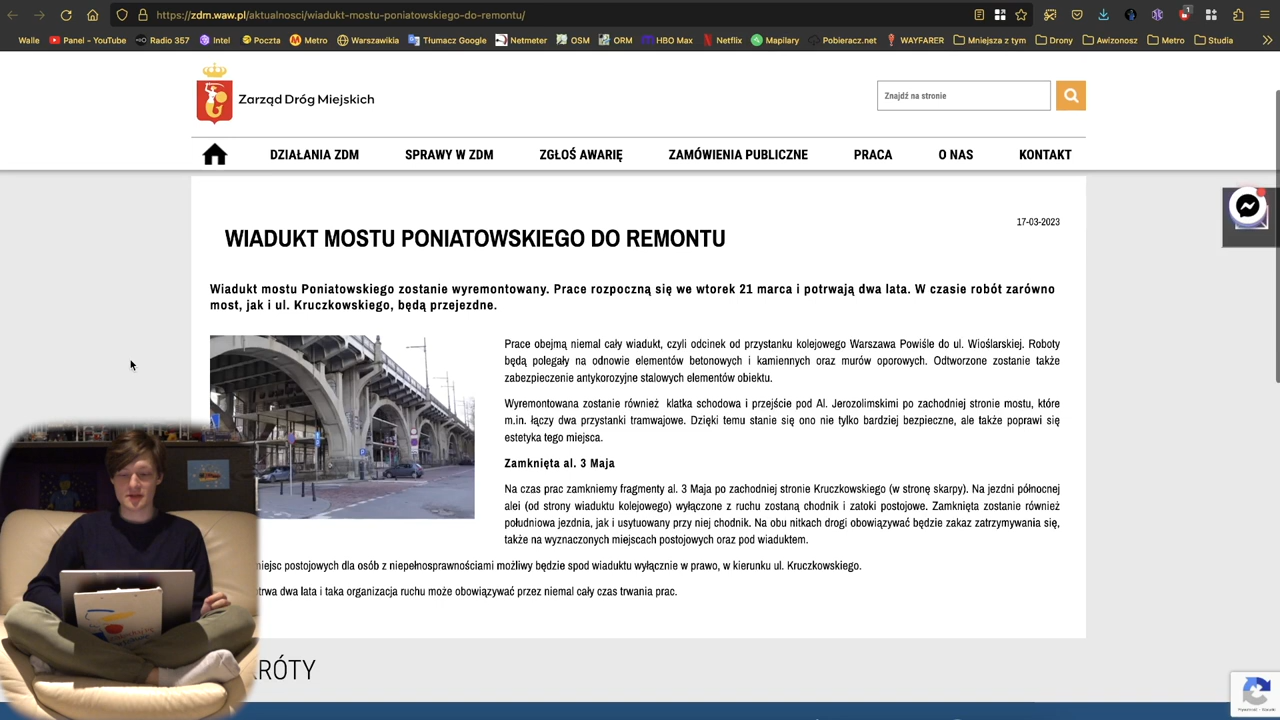 https://zdm.waw.pl/aktualnosci/wiadukt-mostu-poniatowskiego-do-remontu/
Walle Panel - YouTube Radio 357 Intel Poczta Metro Warszawikia Tłumacz Google Netmeter OSM ORM HBO Max Netflix Mapilary Pobieracz.net WAYFARER Mniejsza z tym Drony Awizonosz Metro Studia
Zarząd Dróg Miejskich
Znajdź na stronie
DZIAŁANIA ZDM SPRAWY W ZDM ZGŁOŚ AWARIĘ ZAMÓWIENIA PUBLICZNE PRACA O NAS KONTAKT
17-03-2023
WIADUKT MOSTU PONIATOWSKIEGO DO REMONTU
Wiadukt mostu Poniatowskiego zostanie wyremontowany. Prace rozpoczną się we wtorek 21 marca i potrwają dwa lata. W czasie robót zarówno
most, jak i ul. Kruczkowskiego, będą przejezdne.
Prace obejmą niemal cały wiadukt, czyli odcinek od przystanku kolejowego Warszawa Powiśle do ul. Wioślarskiej. Roboty
będą polegały na odnowie elementów betonowych i kamiennych oraz murów oporowych. Odtworzone zostanie także
zabezpieczenie antykorozyjne stalowych elementów obiektu.
Wyremontowana zostanie również klatka schodowa i przejście pod Al. Jerozolimskimi po zachodniej stronie mostu, które
m.in. łączy dwa przystanki tramwajowe. Dzięki temu stanie się ono nie tylko bardziej bezpieczne, ale także poprawi się
estetyka tego miejsca.
Zamknięta al. 3 Maja
Na czas prac zamkniemy fragmenty al. 3 Maja po zachodniej stronie Kruczkowskiego (w stronę skarpy). Na jezdni północnej
alei (od strony wiaduktu kolejowego) wyłączone z ruchu zostaną chodnik i zatoki postojowe. Zamknięta zostanie również
południowa jezdnia, jak i usytuowany przy niej chodnik. Na obu nitkach drogi obowiązywać będzie zakaz zatrzymywania się,
także na wyznaczonych miejscach postojowych oraz pod wiaduktem.
miejsc postojowych dla osób z niepełnosprawnościami możliwy będzie spod wiaduktu wyłącznie w prawo, w kierunku ul. Kruczkowskiego.
trwa dwa lata i taka organizacja ruchu może obowiązywać przez niemal cały czas trwania prac.
RÓTY